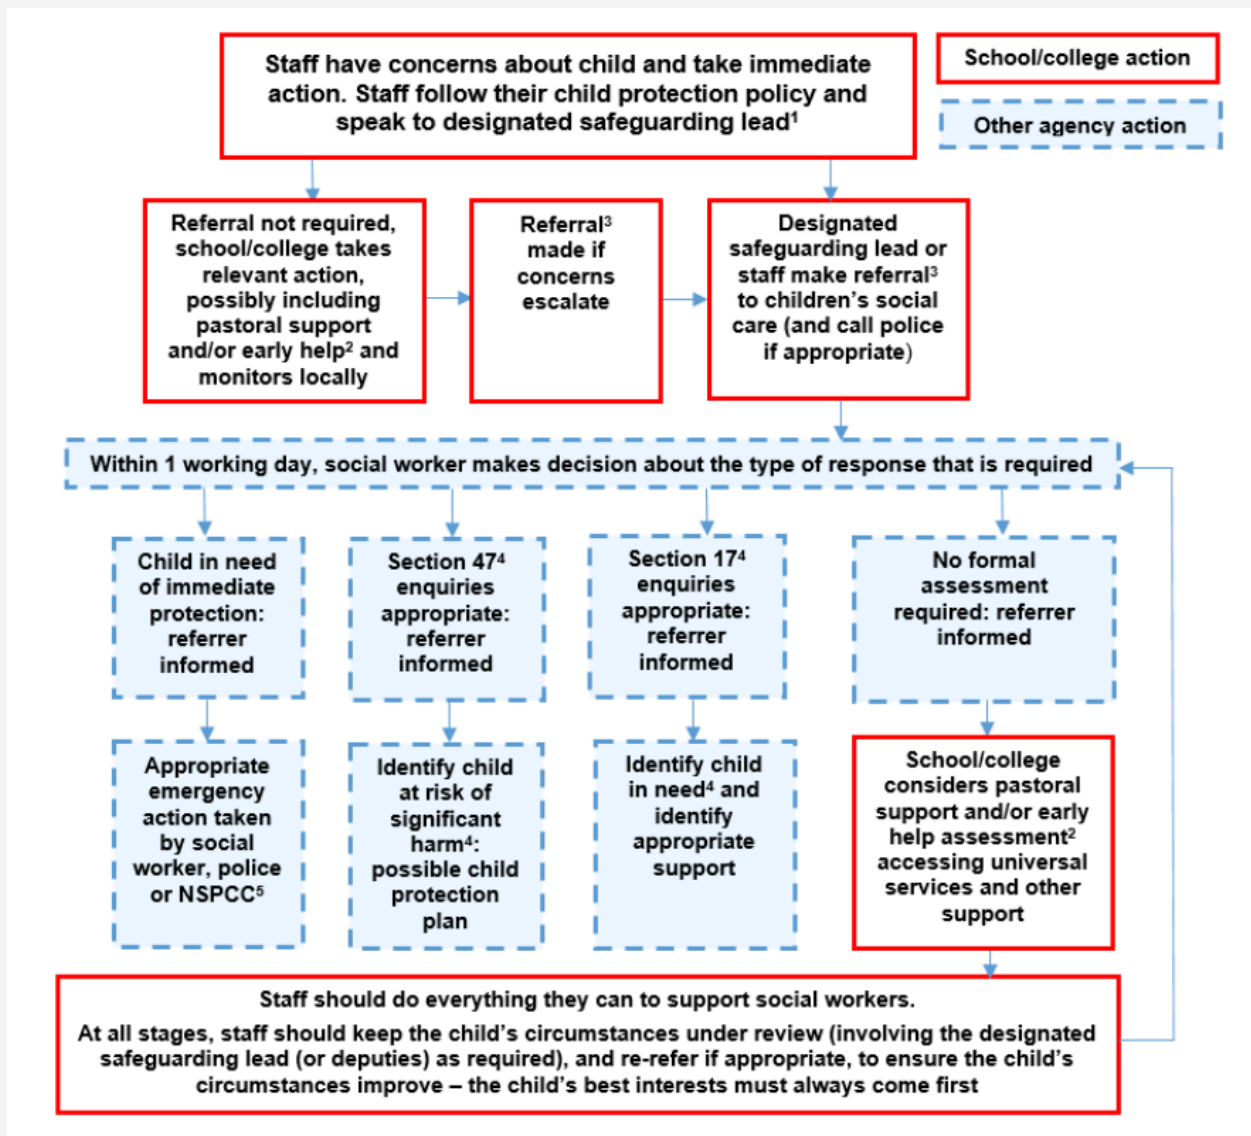 Staff have concerns about child and take immediate
action. Staff follow their child protection policy and
speak to designated safeguarding lead¹
School/college action
Other agency action
Referral not required,
school/college takes
relevant action,
possibly including
pastoral support
and/or early help² and
monitors locally
Referral³
made if
concerns
escalate
Designated
safeguarding lead or
staff make referral³
to children’s social
care (and call police
if appropriate)
Within 1 working day, social worker makes decision about the type of response that is required
Child in need
of immediate
protection:
referrer
informed
Section 47⁴
enquiries
appropriate:
referrer
informed
Section 17⁴
enquiries
appropriate:
referrer
informed
No formal
assessment
required: referrer
informed
Appropriate
emergency
action taken
by social
worker, police
or NSPCC⁵
Identify child
at risk of
significant
harm⁴:
possible child
protection
plan
Identify child
in need⁴ and
identify
appropriate
support
School/college
considers pastoral
support and/or early
help assessment²
accessing universal
services and other
support
Staff should do everything they can to support social workers.
At all stages, staff should keep the child’s circumstances under review (involving the designated
safeguarding lead (or deputies) as required), and re-refer if appropriate, to ensure the child’s
circumstances improve – the child’s best interests must always come first